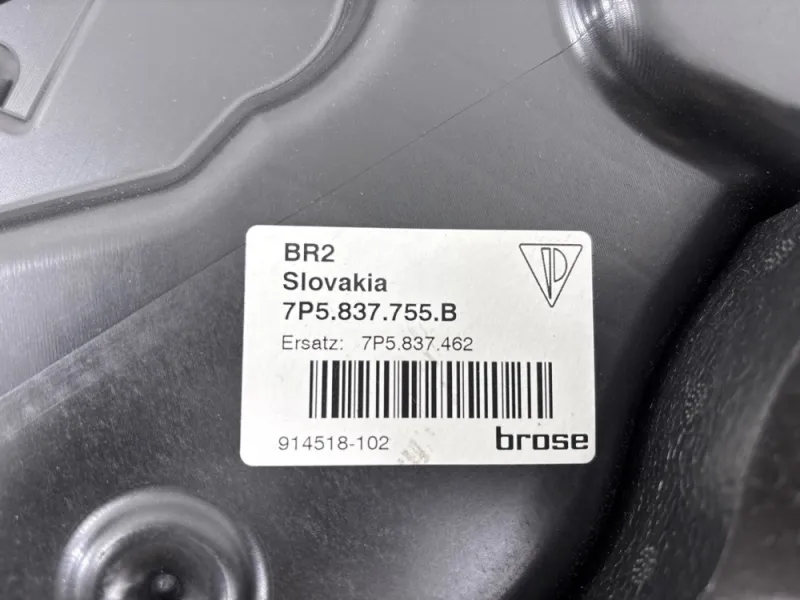 BR2
Slovakia
7P5.837.755.B
Ersatz: 7P5.837.462
914518-102
brose